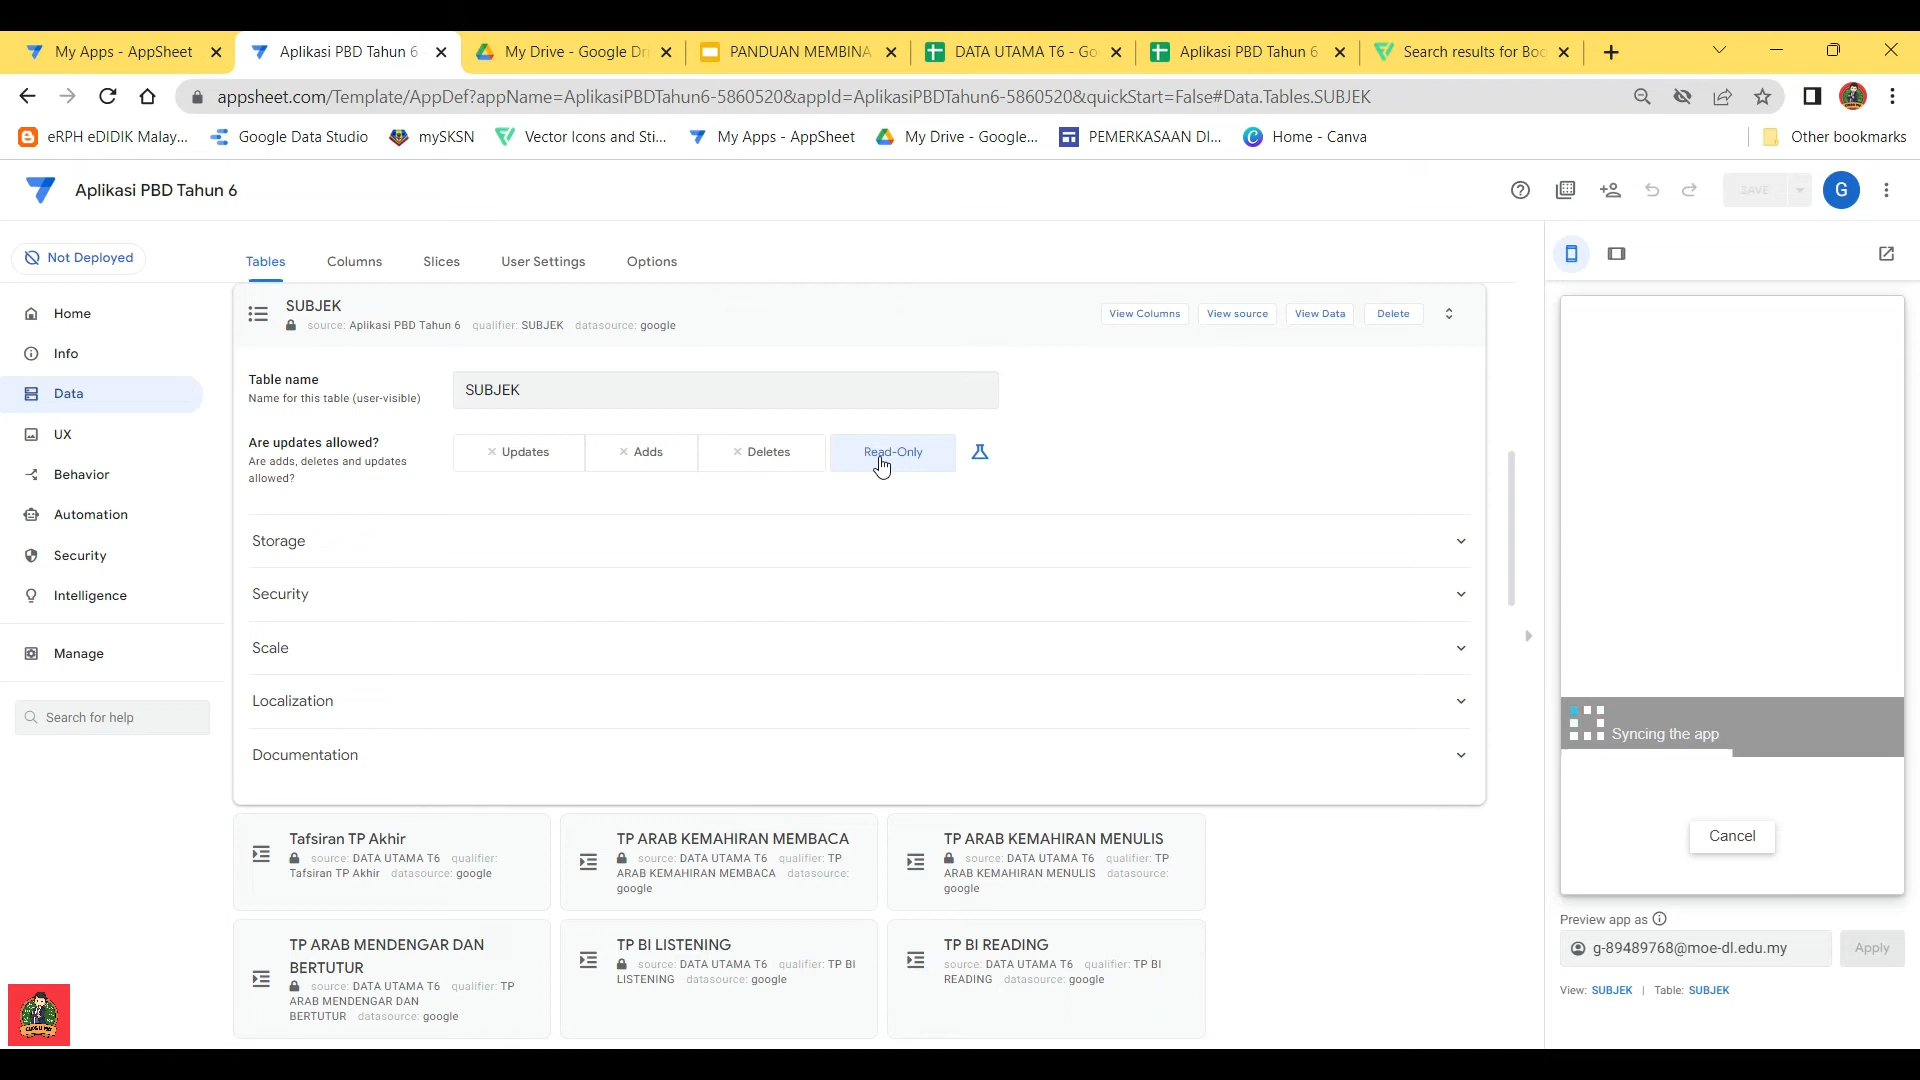 My Apps - AppSheet
Aplikasi PBD Tahun 6
My Drive - Google Dri
PANDUAN MEMBINA
DATA UTAMA T6 - Go
Aplikasi PBD Tahun 6
Search results for Boo
appsheet.com/Template/AppDef?appName=AplikasiPBDTahun6-5860520&appId=AplikasiPBDTahun6-5860520&quickStart=False#Data.Tables.SUBJEK
eRPH eDIDIK Malay...
Google Data Studio
mySKSN
Vector Icons and Sti...
My Apps - AppSheet
My Drive - Google...
PEMERKASAAN DI...
Home - Canva
Other bookmarks
Aplikasi PBD Tahun 6
SAVE
G
Not Deployed
Home
Info
Data
UX
Behavior
Automation
Security
Intelligence
Manage
Search for help
Tables
Columns
Slices
User Settings
Options
SUBJEK
source: Aplikasi PBD Tahun 6 qualifier: SUBJEK datasource: google
View Columns
View source
View Data
Delete
Table name
Name for this table (user-visible)
SUBJEK
Are updates allowed?
Are adds, deletes and updates
allowed?
Updates
Adds
Deletes
Read-Only
Storage
Security
Scale
Localization
Documentation
Tafsiran TP Akhir
source: DATA UTAMA T6 qualifier:
Tafsiran TP Akhir datasource: google
TP ARAB KEMAHIRAN MEMBACA
source: DATA UTAMA T6 qualifier: TP
ARAB KEMAHIRAN MEMBACA datasource:
google
TP ARAB KEMAHIRAN MENULIS
source: DATA UTAMA T6 qualifier: TP
ARAB KEMAHIRAN MENULIS datasource:
google
TP ARAB MENDENGAR DAN
BERTUTUR
source: DATA UTAMA T6 qualifier: TP
ARAB MENDENGAR DAN
BERTUTUR datasource: google
TP BI LISTENING
source: DATA UTAMA T6 qualifier: TP BI
LISTENING datasource: google
TP BI READING
source: DATA UTAMA T6 qualifier: TP BI
READING datasource: google
Syncing the app
Cancel
Preview app as
g-89489768@moe-dl.edu.my
Apply
View: SUBJEK | Table: SUBJEK